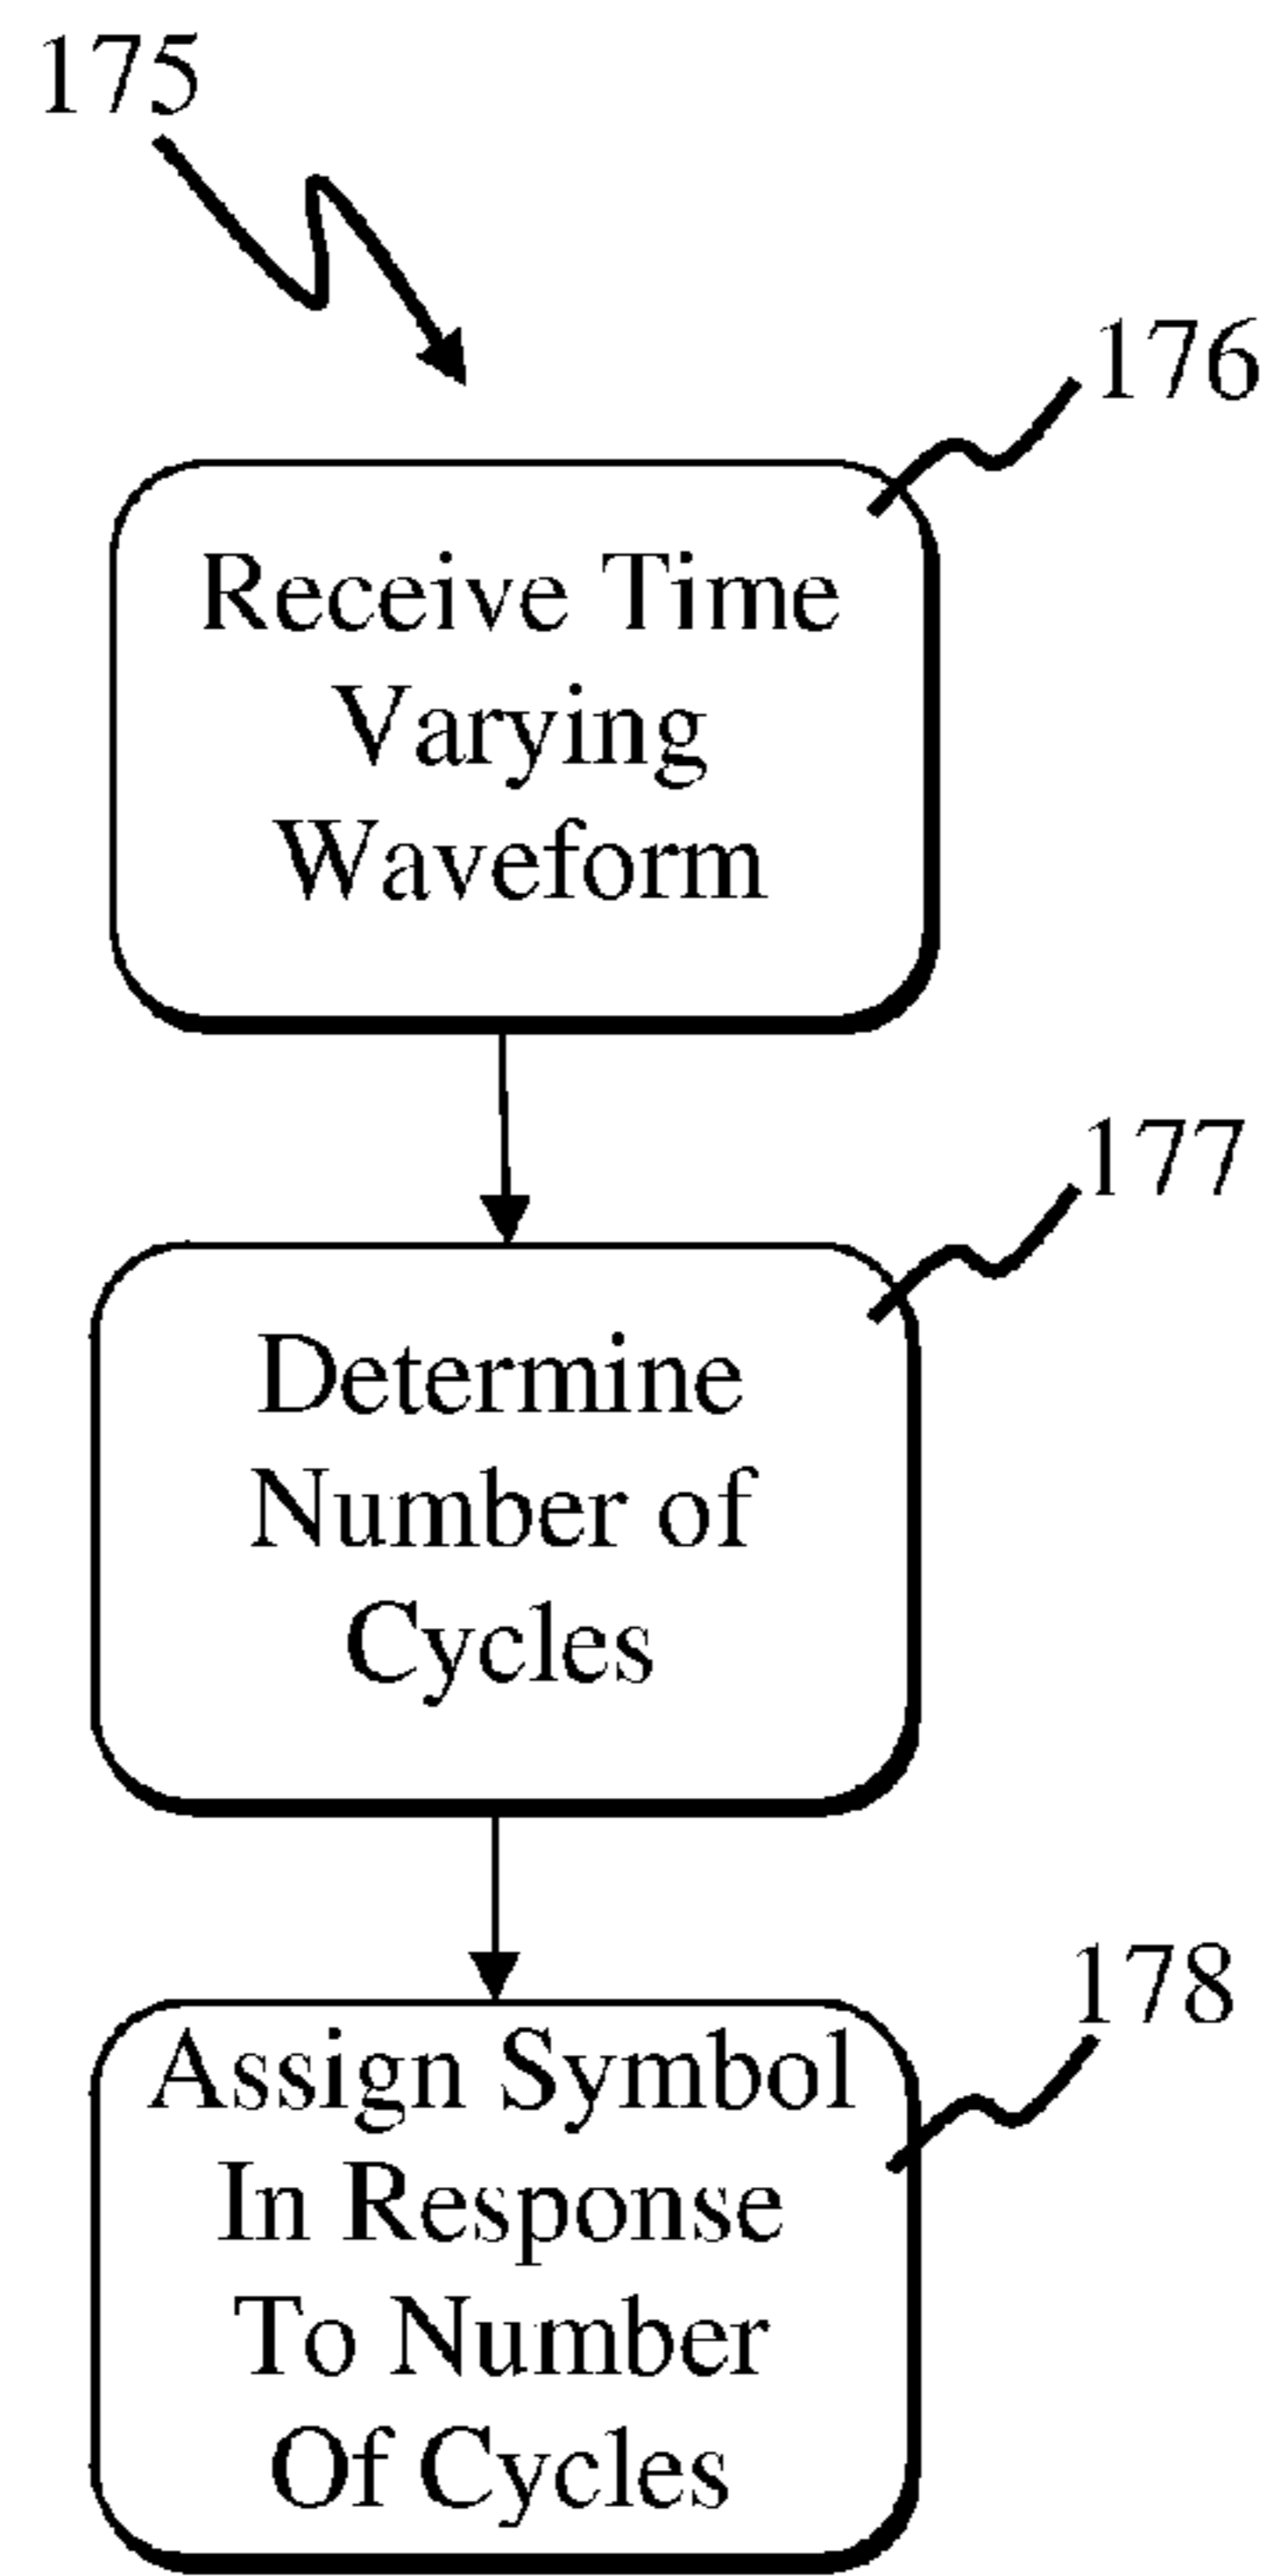 175
176
Receive Time
Varying
Waveform
177
Determine
Number of
Cycles
178
Assign Symbol
In Response
To Number
Of Cycles